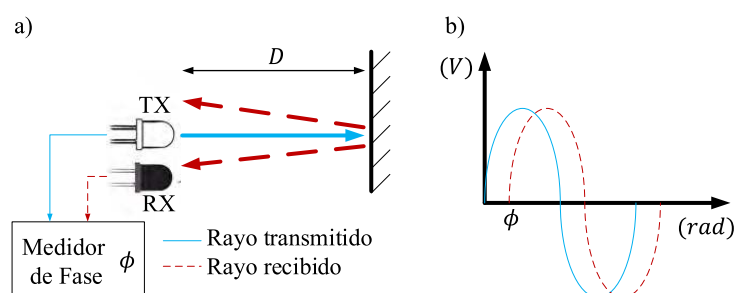 a)
D
TX
RX
Medidor
de Fase ϕ
Rayo transmitido
Rayo recibido
b)
(V)
ϕ
(rad)